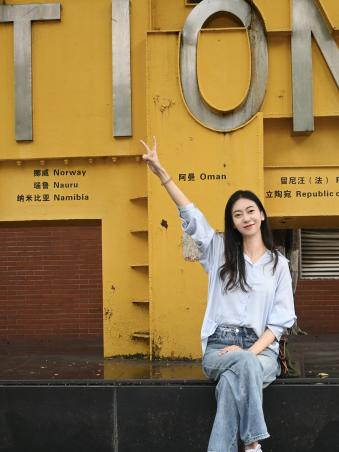 TION
挪威 Norway
瑙鲁 Nauru
纳米比亚 Namibia
阿曼 Oman
留尼汪（法）
立陶宛 Republic